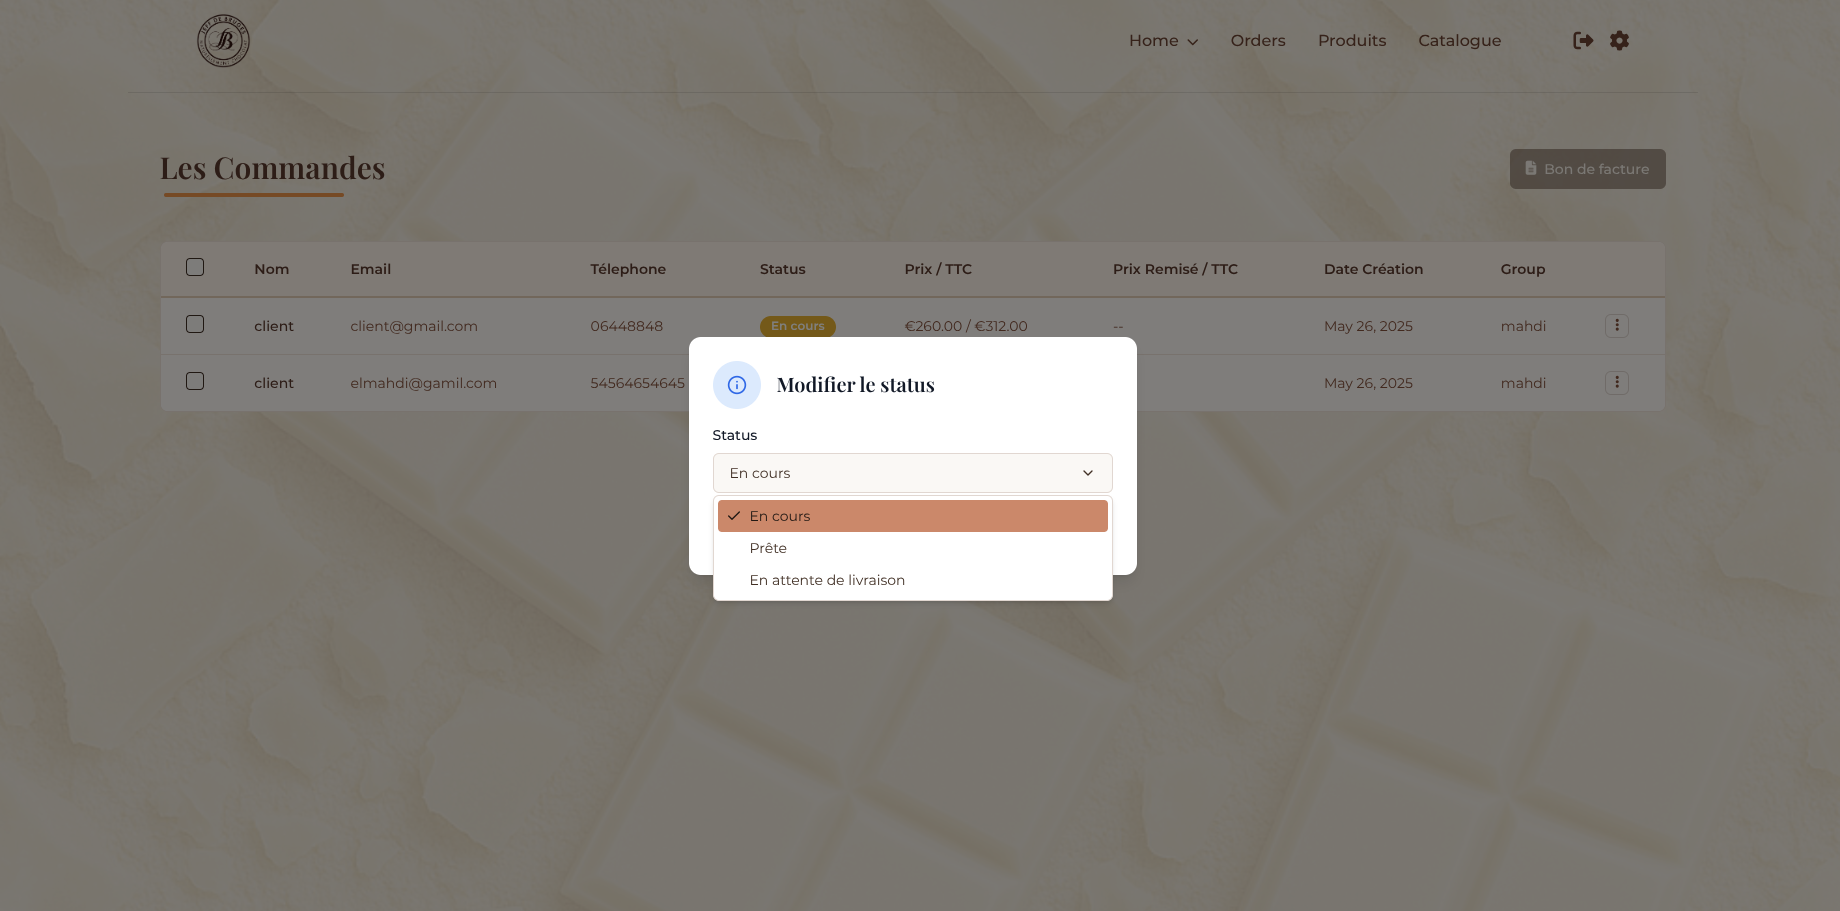 JEFF DE BRUGES
Home
Orders
Produits
Catalogue
Les Commandes
Bon de facture
Nom Email Télephone Status Prix / TTC Prix Remisé / TTC Date Création Group
client client@gmail.com 06448848 En cours €260.00 / €312.00 -- May 26, 2025 mahdi
client elmahdi@gamil.com 54564654645 May 26, 2025 mahdi
Modifier le status
Status
En cours
En cours
Prête
En attente de livraison